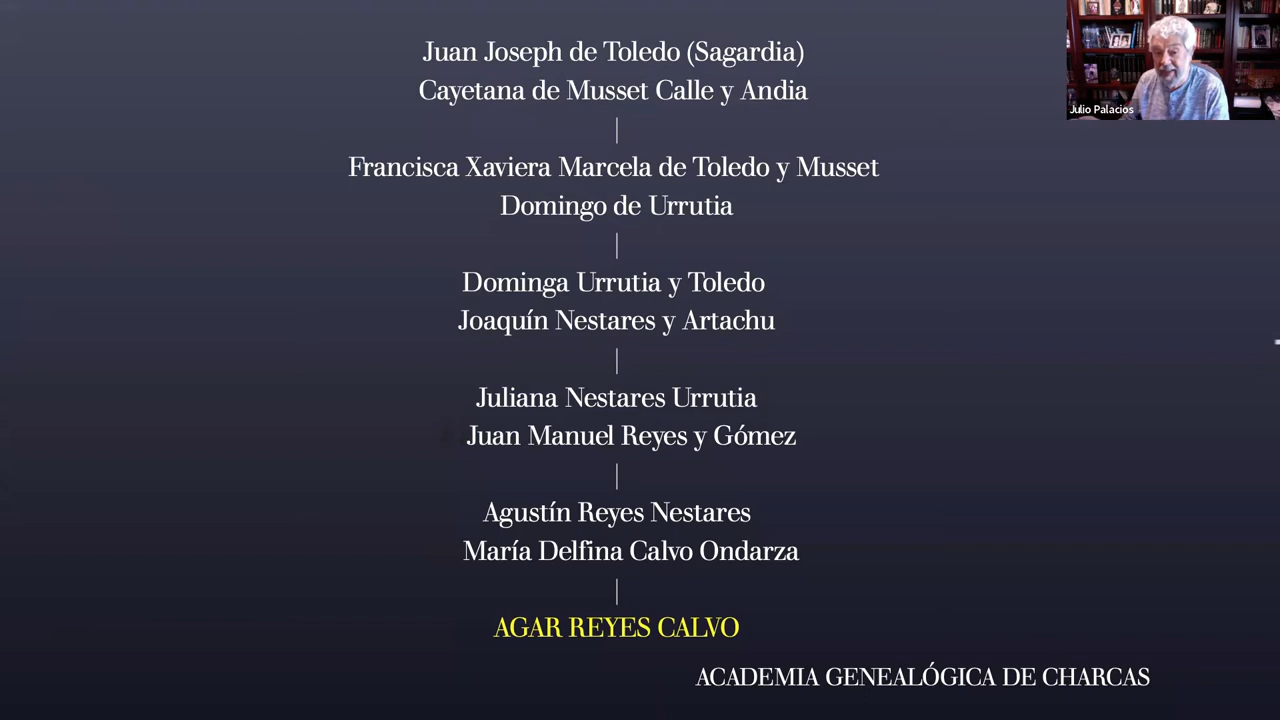 Juan Joseph de Toledo (Sagardia)
Cayetana de Musset Calle y Andia
Francisca Xaviera Marcela de Toledo y Musset
Domingo de Urrutia
Dominga Urrutia y Toledo
Joaquín Nestares y Artachu
Juliana Nestares Urrutia
Juan Manuel Reyes y Gómez
Agustín Reyes Nestares
María Delfina Calvo Ondarza
AGAR REYES CALVO
ACADEMIA GENEALÓGICA DE CHARCAS
Julio Palacios